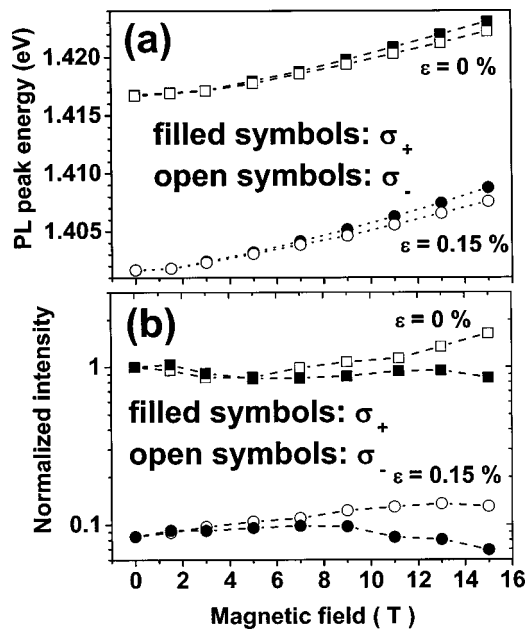 (a)
1.422
1.417
1.410
1.405
PL peak energy (eV)
ε = 0 %
filled symbols: σ+
open symbols: σ-
ε = 0.15 %
(b)
ε = 0 %
1
0.1
Normalized intensity
filled symbols: σ+
open symbols: σ-
ε = 0.15 %
0 2 4 6 8 10 12 14 16
Magnetic field ( T )